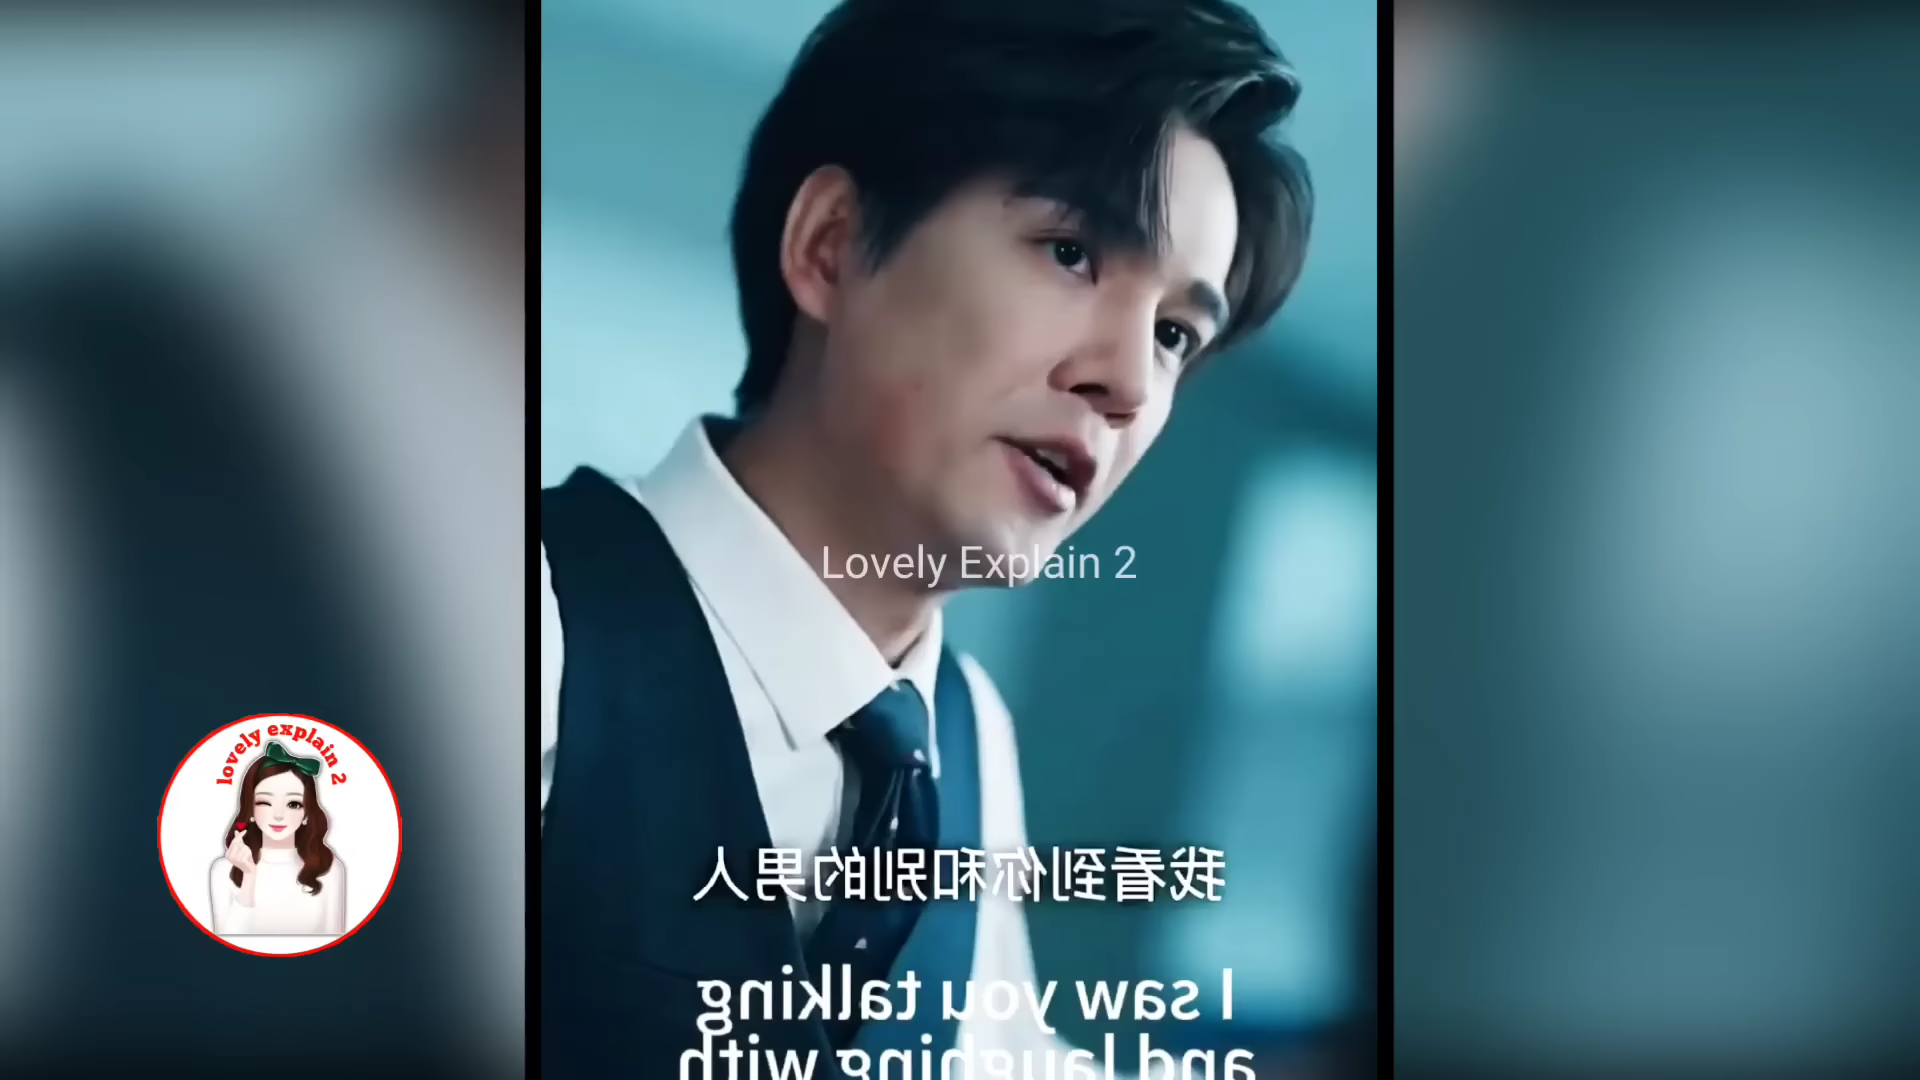 Lovely Explain 2
lovely explain 2
我看到你和别的男人
I saw you talking
and laughing with